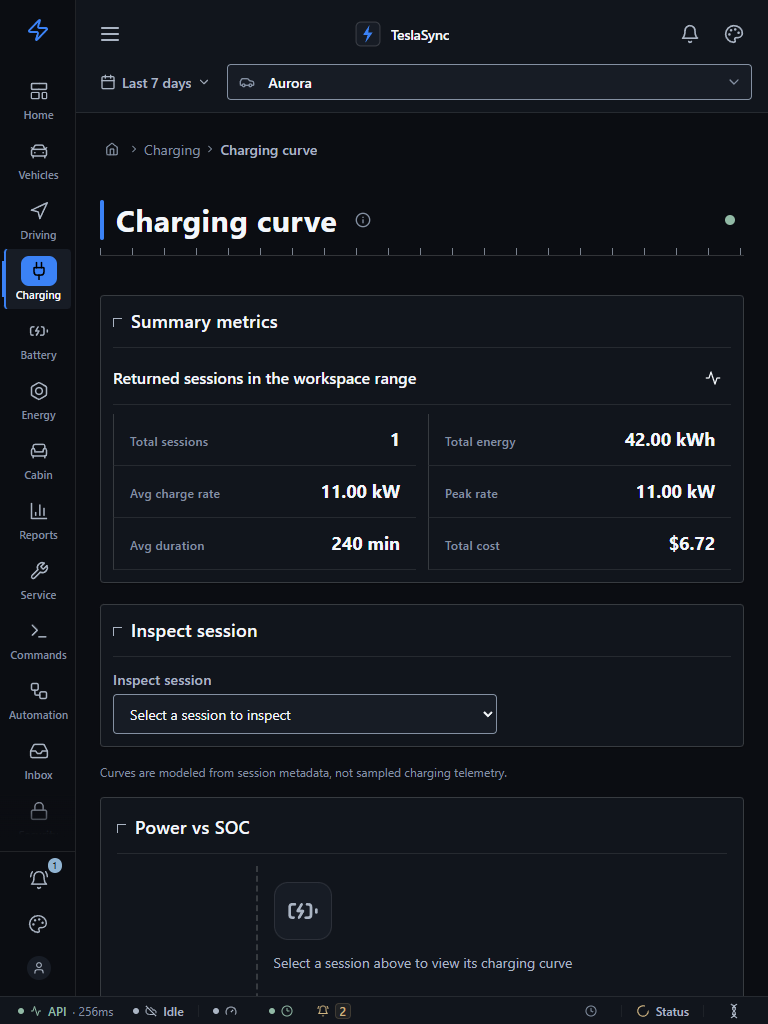 TeslaSync
Last 7 days
Aurora
Home
Vehicles
Driving
Charging
Battery
Energy
Cabin
Reports
Service
Commands
Automation
Inbox
1
Charging
Charging curve
Charging curve
Summary metrics
Returned sessions in the workspace range
Total sessions 1
Total energy 42.00 kWh
Avg charge rate 11.00 kW
Peak rate 11.00 kW
Avg duration 240 min
Total cost $6.72
Inspect session
Inspect session
Select a session to inspect
Curves are modeled from session metadata, not sampled charging telemetry.
Power vs SOC
Select a session above to view its charging curve
API · 256ms
Idle
2
Status